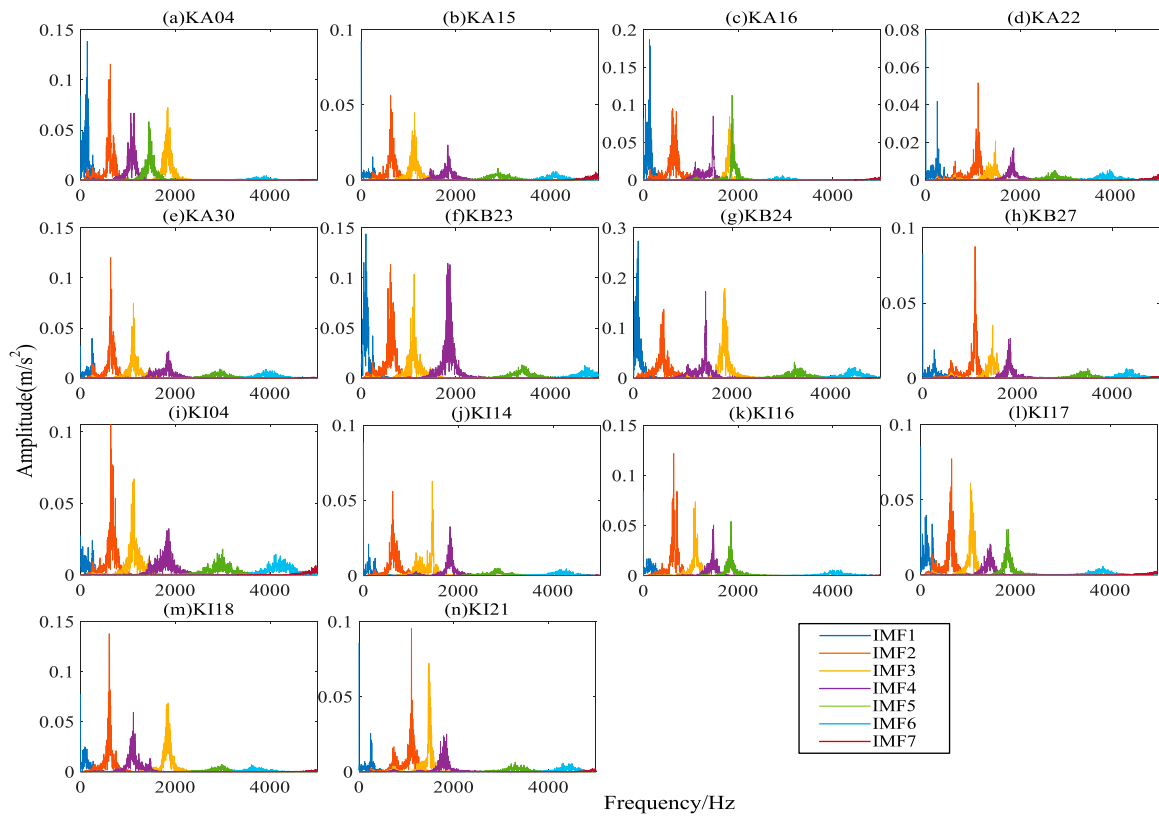 (a)KA04 (b)KA15 (c)KA16 (d)KA22
0.15 0.1 0.2 0.08
0.1 0.15 0.06
0.05 0.1 0.04
0.05 0.05 0.02
0 0 0 0
0 2000 4000 0 2000 4000 0 2000 4000 0 2000 4000
(e)KA30 (f)KB23 (g)KB24 (h)KB27
0.15 0.15 0.3 0.1
0.1 0.1 0.2
0.05
0.05 0.05 0.1
0 0 0 0
0 2000 4000 0 2000 4000 0 2000 4000 0 2000 4000
(i)KI04 (j)KI14 (k)KI16 (l)KI17
0.1 0.1 0.15 0.1
0.1
0.05 0.05 0.05 0.05
0 0 0 0
0 2000 4000 0 2000 4000 0 2000 4000 0 2000 4000
(m)KI18 (n)KI21
0.15 0.1
0.1
0.05 0.05
0 0
0 2000 4000 0 2000 4000
IMF1
IMF2
IMF3
IMF4
IMF5
IMF6
IMF7
Amplitude(m/s²)
Frequency/Hz